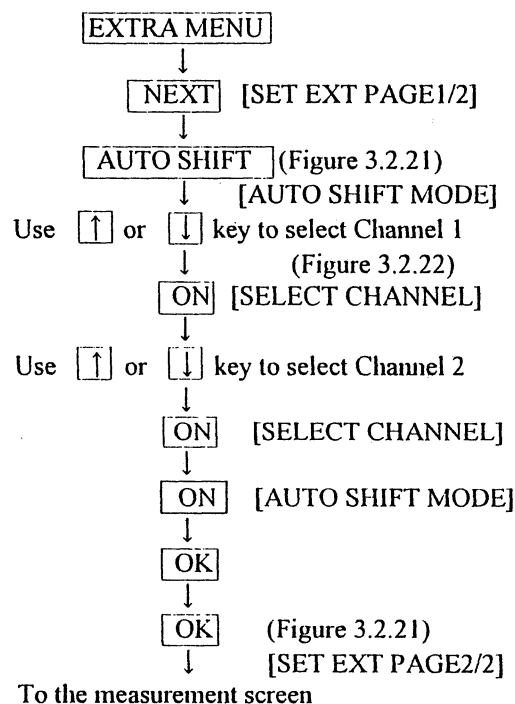 EXTRA MENU
↓
NEXT [SET EXT PAGE1/2]
↓
AUTO SHIFT (Figure 3.2.21)
↓ [AUTO SHIFT MODE]
Use ↑ or ↓ key to select Channel 1
↓ (Figure 3.2.22)
ON [SELECT CHANNEL]
↓
Use ↑ or ↓ key to select Channel 2
↓
ON [SELECT CHANNEL]
↓
ON [AUTO SHIFT MODE]
↓
OK
↓
OK (Figure 3.2.21)
↓ [SET EXT PAGE2/2]
To the measurement screen